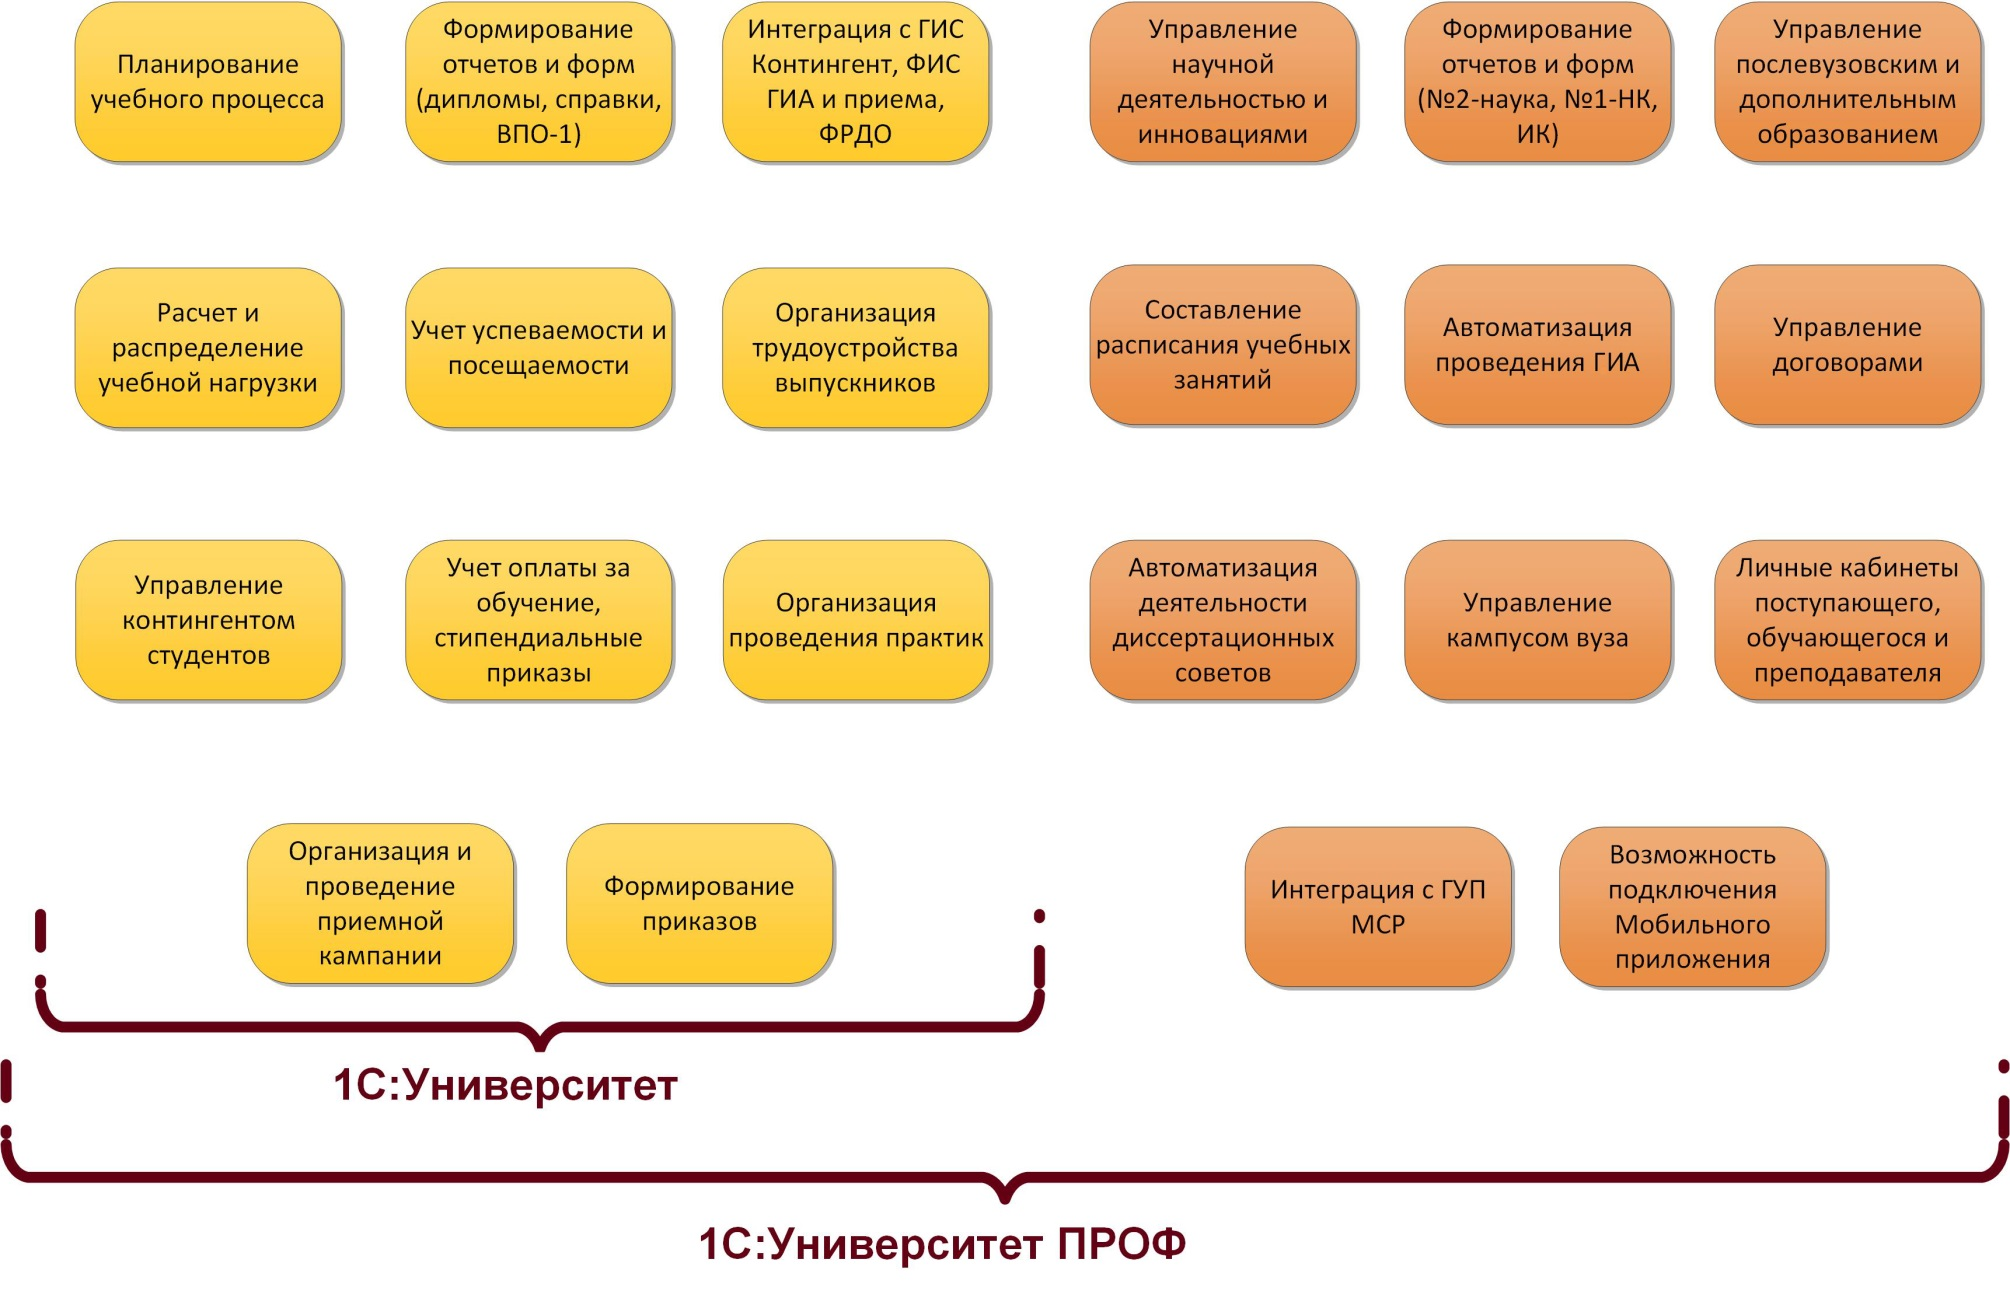 Планирование
учебного процесса
Формирование
отчетов и форм
(дипломы, справки,
ВПО-1)
Интеграция с ГИС
Контингент, ФИС
ГИА и приема,
ФРДО
Управление
научной
деятельностью и
инновациями
Формирование
отчетов и форм
(№2-наука, №1-НК,
ИК)
Управление
послевузовским и
дополнительным
образованием
Расчет и
распределение
учебной нагрузки
Учет успеваемости и
посещаемости
Организация
трудоустройства
выпускников
Составление
расписания учебных
занятий
Автоматизация
проведения ГИА
Управление
договорами
Управление
контингентом
студентов
Учет оплаты за
обучение,
стипендиальные
приказы
Организация
проведения практик
Автоматизация
деятельности
диссертационных
советов
Управление
кампусом вуза
Личные кабинеты
поступающего,
обучающегося и
преподавателя
Организация и
проведение
приемной
кампании
Формирование
приказов
Интеграция с ГУП
МСР
Возможность
подключения
Мобильного
приложения
1С:Университет
1С:Университет ПРОФ